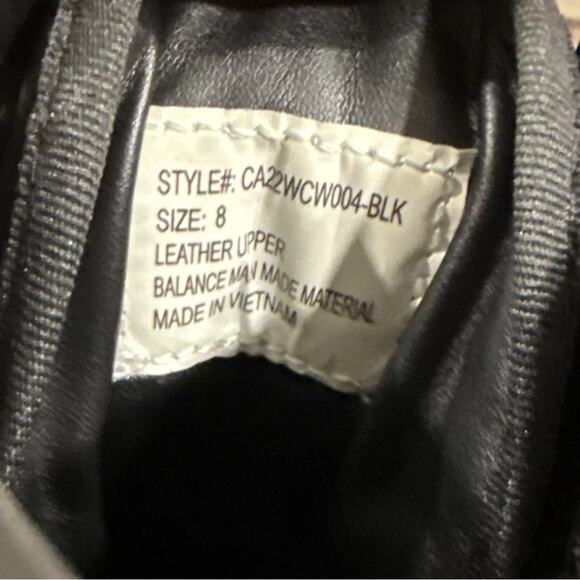 STYLE#: CA22WCW004-BLK
SIZE: 8
LEATHER UPPER
BALANCE MAN MADE MATERIAL
MADE IN VIETNAM